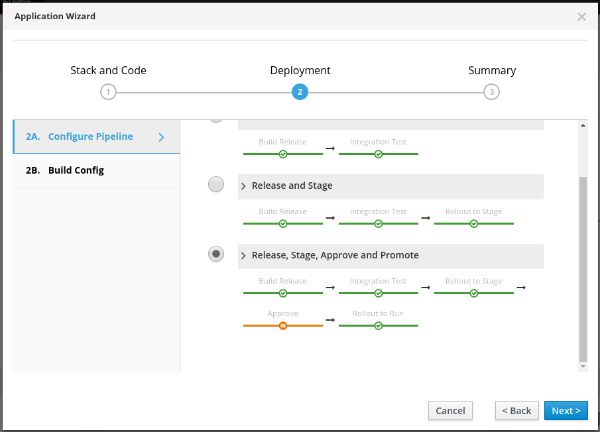 Application Wizard
Stack and Code
Deployment
Summary
1
2
3
2A. Configure Pipeline
2B. Build Config
Build Release
Integration Test
Release and Stage
Build Release
Integration Test
Rollout to Stage
Release, Stage, Approve and Promote
Build Release
Integration Test
Rollout to Stage
Approve
Rollout to Run
Cancel
< Back
Next >